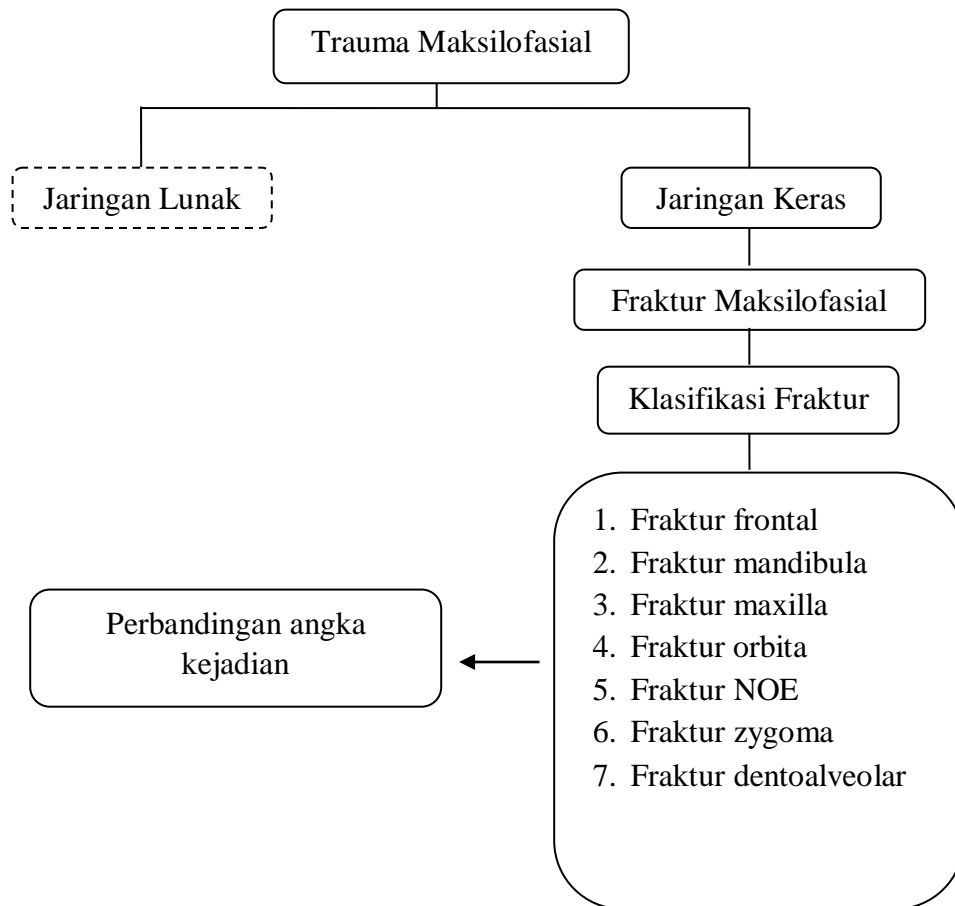 Trauma Maksilofasial
Jaringan Lunak
Jaringan Keras
Fraktur Maksilofasial
Klasifikasi Fraktur
1. Fraktur frontal
2. Fraktur mandibula
3. Fraktur maxilla
4. Fraktur orbita
5. Fraktur NOE
6. Fraktur zygoma
7. Fraktur dentoalveolar
Perbandingan angka
kejadian